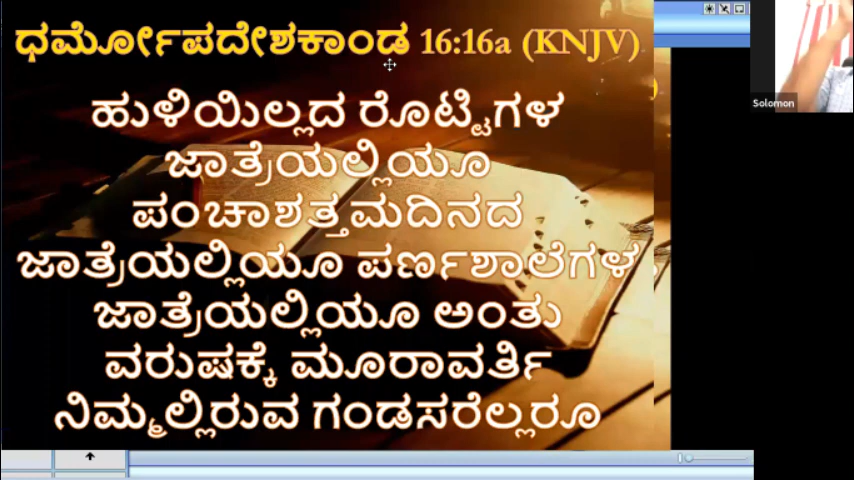 ಧರ್ಮೋಪದೇಶಕಾಂಡ 16:16a (KNJV)
ಹುಳಿಯಿಲ್ಲದ ರೊಟ್ಟಿಗಳ
ಜಾತ್ರೆಯಲ್ಲಿಯೂ
ಪಂಚಾಶತ್ತಮದಿನದ
ಜಾತ್ರೆಯಲ್ಲಿಯೂ ಪರ್ಣಶಾಲೆಗಳ
ಜಾತ್ರೆಯಲ್ಲಿಯೂ ಅಂತು
ವರುಷಕ್ಕೆ ಮೂರಾವರ್ತಿ
ನಿಮ್ಮಲ್ಲಿರುವ ಗಂಡಸರೆಲ್ಲರೂ
Solomon